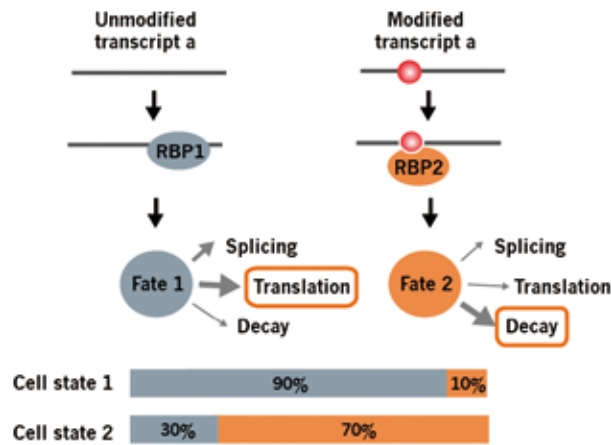 Unmodified
transcript a
Modified
transcript a
RBP1
RBP2
Fate 1
Splicing
Translation
Decay
Fate 2
Splicing
Translation
Decay
Cell state 1
90%
10%
Cell state 2
30%
70%